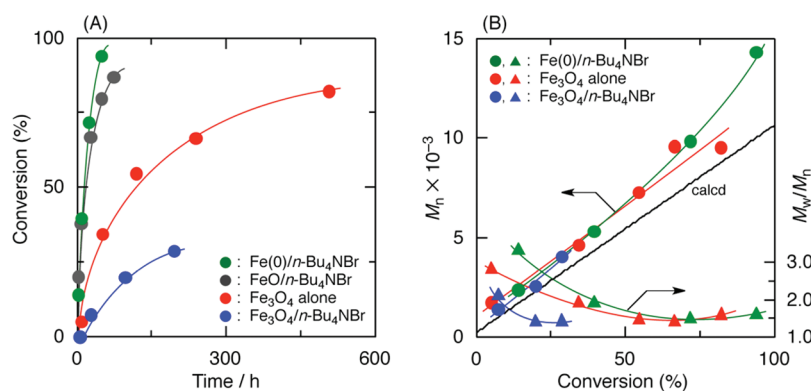 (A)
100
50
0
Conversion (%)
0
300
600
Time / h
: Fe(0)/n-Bu₄NBr
: FeO/n-Bu₄NBr
: Fe₃O₄ alone
: Fe₃O₄/n-Bu₄NBr
(B)
15
10
5
0
Mn × 10⁻³
, : Fe(0)/n-Bu₄NBr
, : Fe₃O₄ alone
, : Fe₃O₄/n-Bu₄NBr
calcd
Mw/Mn
3.0
2.0
1.0
0
50
100
Conversion (%)